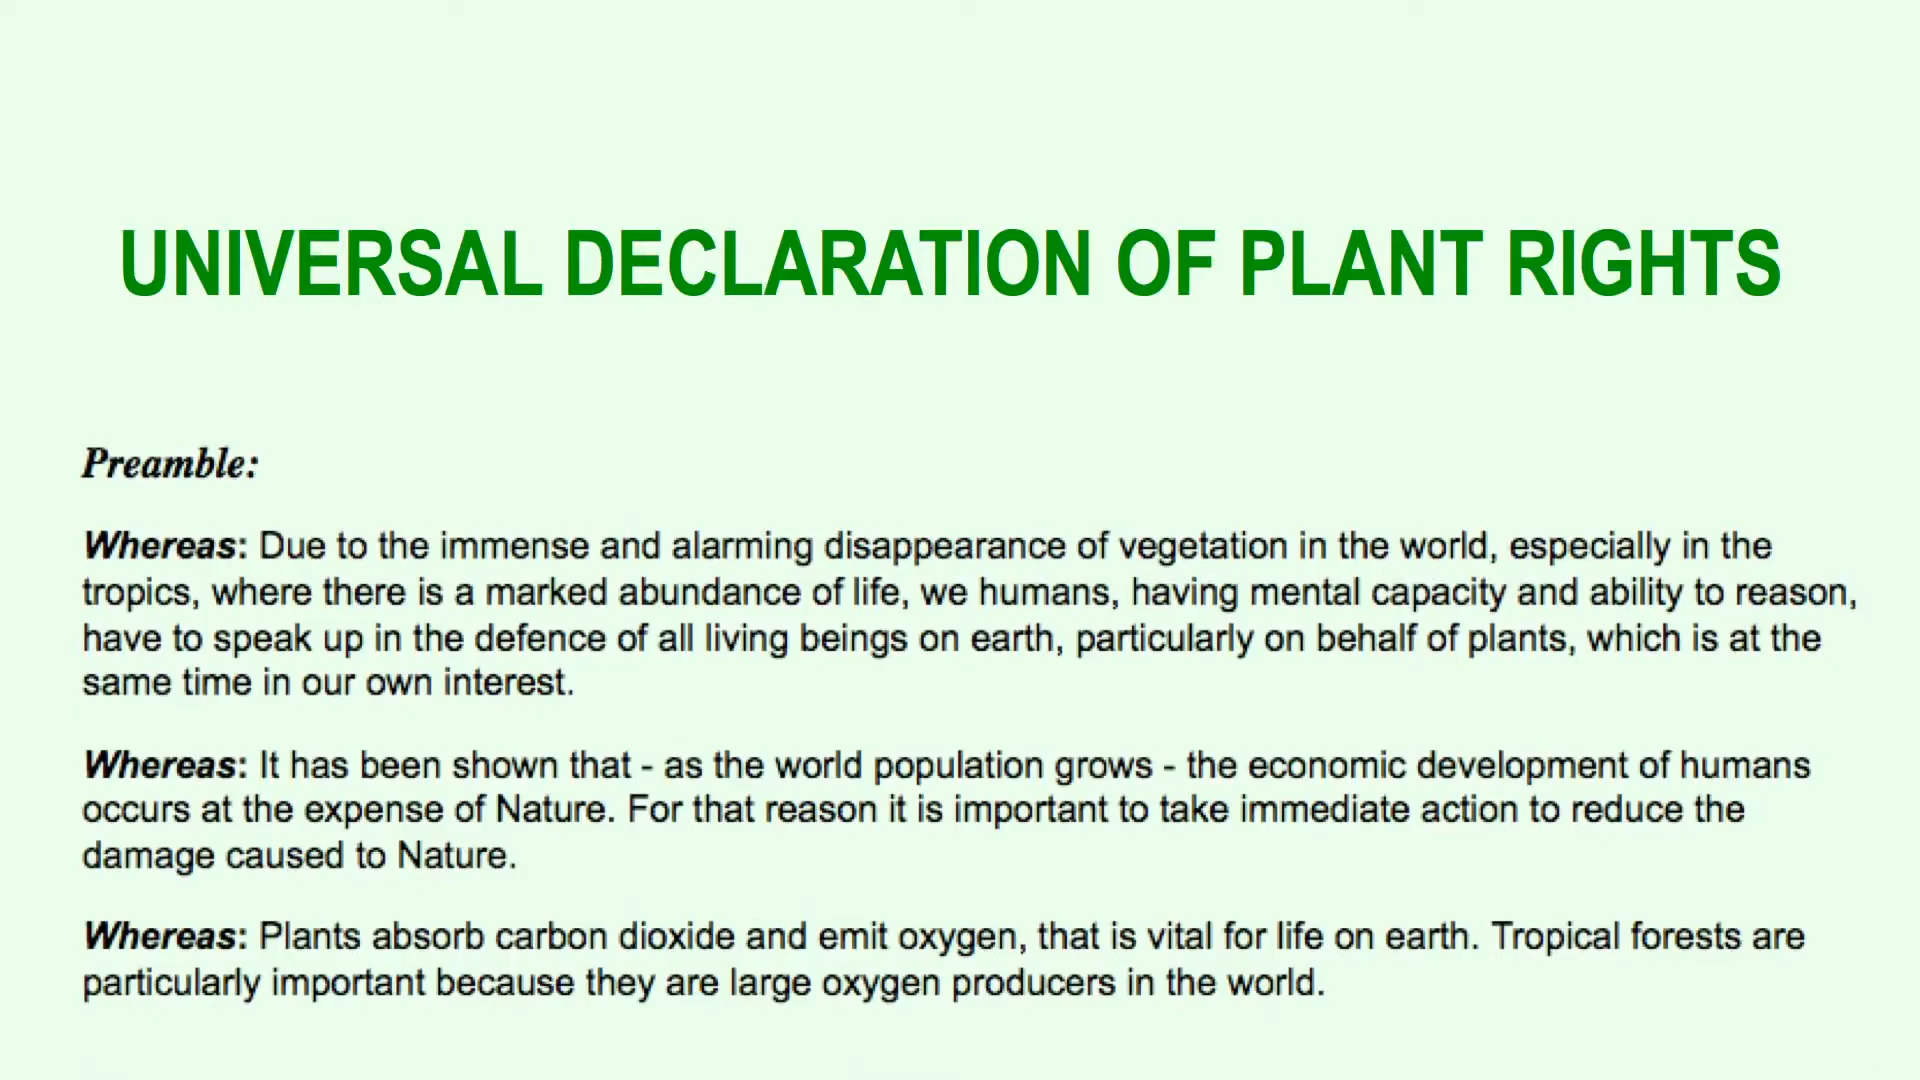 UNIVERSAL DECLARATION OF PLANT RIGHTS
Preamble:
Whereas: Due to the immense and alarming disappearance of vegetation in the world, especially in the
tropics, where there is a marked abundance of life, we humans, having mental capacity and ability to reason,
have to speak up in the defence of all living beings on earth, particularly on behalf of plants, which is at the
same time in our own interest.
Whereas: It has been shown that - as the world population grows - the economic development of humans
occurs at the expense of Nature. For that reason it is important to take immediate action to reduce the
damage caused to Nature.
Whereas: Plants absorb carbon dioxide and emit oxygen, that is vital for life on earth. Tropical forests are
particularly important because they are large oxygen producers in the world.